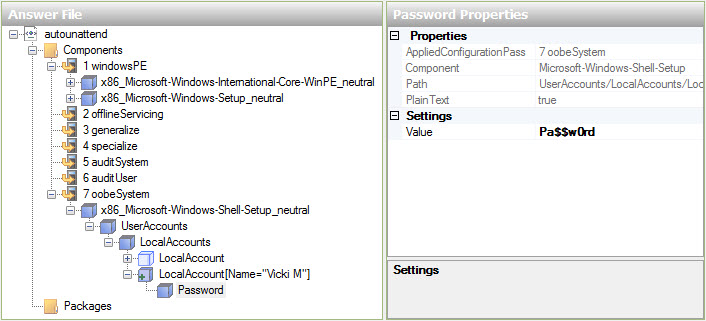 Answer File
autounattend
Components
1 windowsPE
x86_Microsoft-Windows-International-Core-WinPE_neutral
x86_Microsoft-Windows-Setup_neutral
2 offlineServicing
3 generalize
4 specialize
5 auditSystem
6 auditUser
7 oobeSystem
x86_Microsoft-Windows-Shell-Setup_neutral
UserAccounts
LocalAccounts
LocalAccount
LocalAccount[Name="Vicki M"]
Password
Packages
Password Properties
Properties
AppliedConfigurationPass 7 oobeSystem
Component Microsoft-Windows-Shell-Setup
Path UserAccounts/LocalAccounts/Loc
PlainText true
Settings
Value Pa$$w0rd
Settings